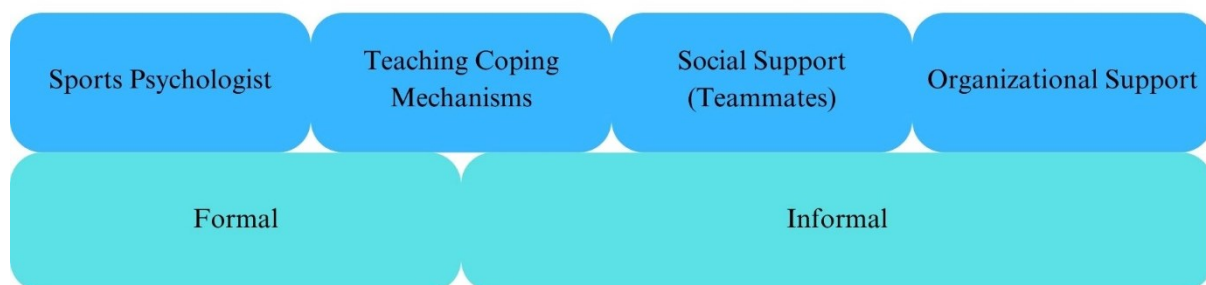 Sports Psychologist
Teaching Coping
Mechanisms
Social Support
(Teammates)
Organizational Support
Formal
Informal